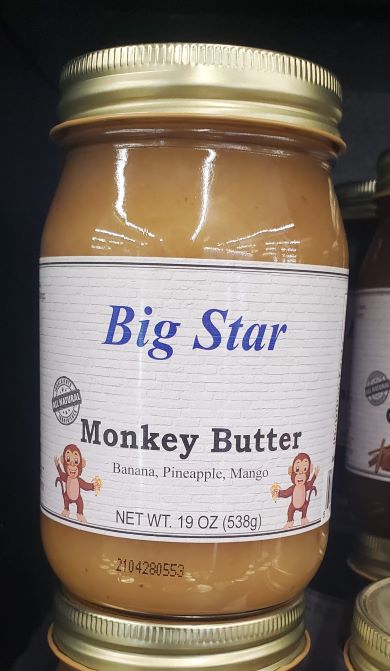 Big Star
ALL NATURAL
Monkey Butter
Banana, Pineapple, Mango
NET WT. 19 OZ (538g)
2104280553